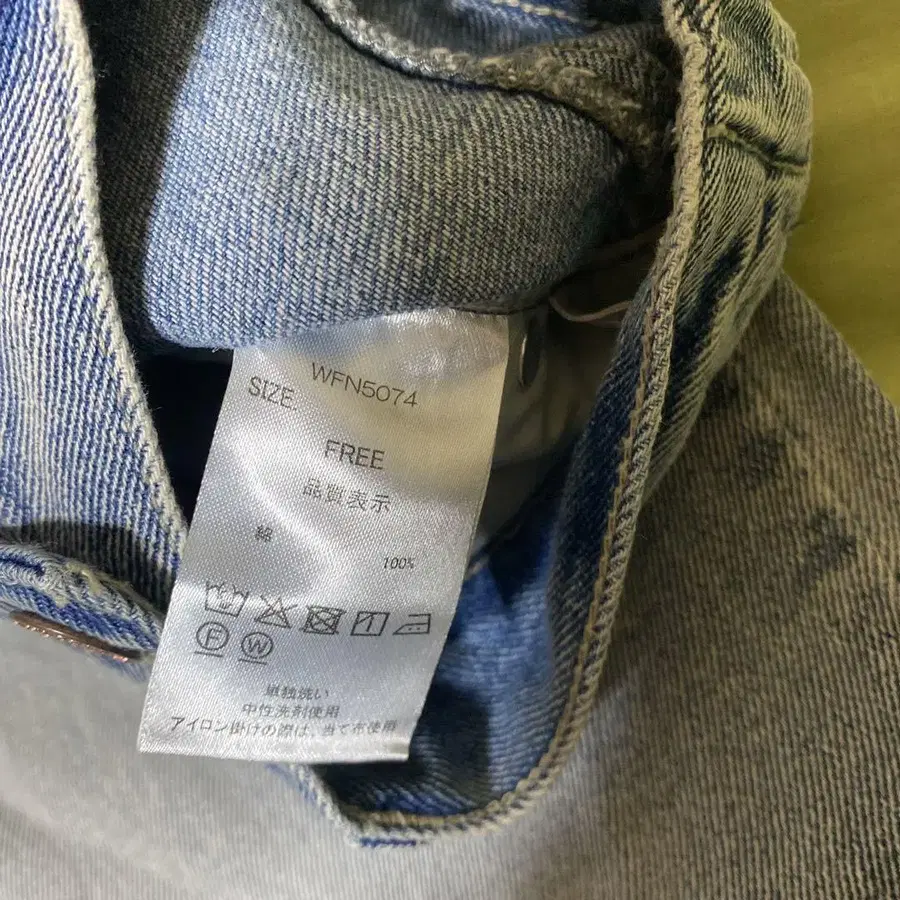 WFN5074
SIZE.
FREE
品質表示
綿
100%
F W
単独洗い
中性洗剤使用
アイロン掛けの際は、当て布使用